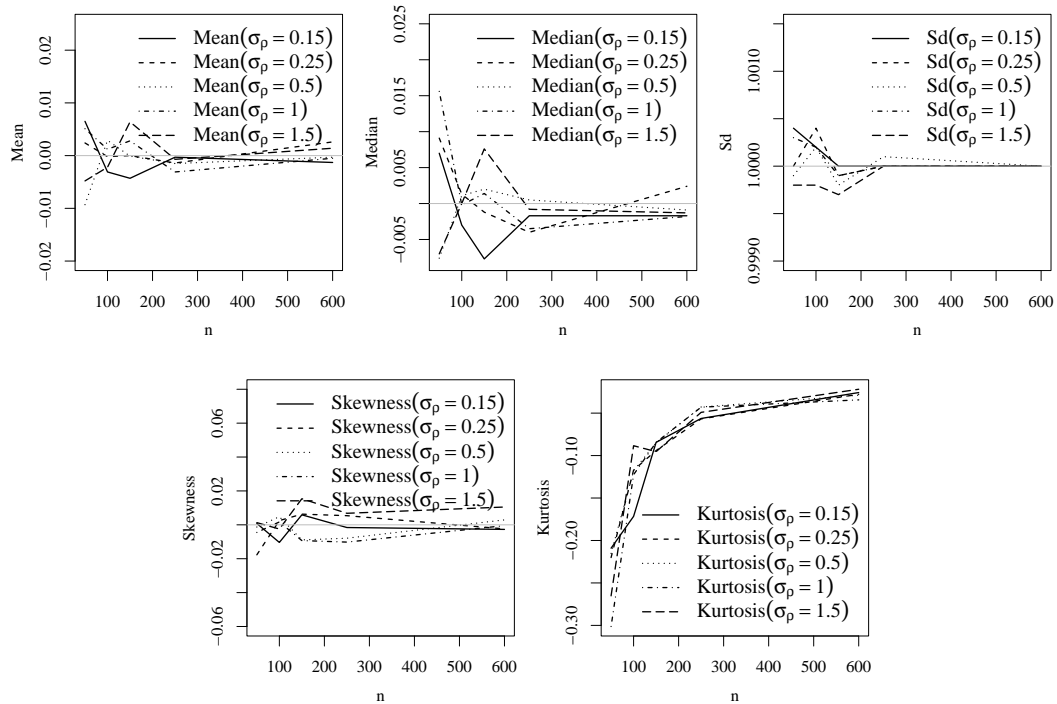 Mean
0.02
0.01
0.00
−0.01
−0.02
Mean(σρ = 0.15)
Mean(σρ = 0.25)
Mean(σρ = 0.5)
Mean(σρ = 1)
Mean(σρ = 1.5)
100 200 300 400 500 600
n
Median
0.025
0.015
0.005
−0.005
Median(σρ = 0.15)
Median(σρ = 0.25)
Median(σρ = 0.5)
Median(σρ = 1)
Median(σρ = 1.5)
100 200 300 400 500 600
n
Sd
1.0010
1.0000
0.9990
Sd(σρ = 0.15)
Sd(σρ = 0.25)
Sd(σρ = 0.5)
Sd(σρ = 1)
Sd(σρ = 1.5)
100 200 300 400 500 600
n
Skewness
0.06
0.02
−0.02
−0.06
Skewness(σρ = 0.15)
Skewness(σρ = 0.25)
Skewness(σρ = 0.5)
Skewness(σρ = 1)
Skewness(σρ = 1.5)
100 200 300 400 500 600
n
Kurtosis
−0.10
−0.20
−0.30
Kurtosis(σρ = 0.15)
Kurtosis(σρ = 0.25)
Kurtosis(σρ = 0.5)
Kurtosis(σρ = 1)
Kurtosis(σρ = 1.5)
100 200 300 400 500 600
n